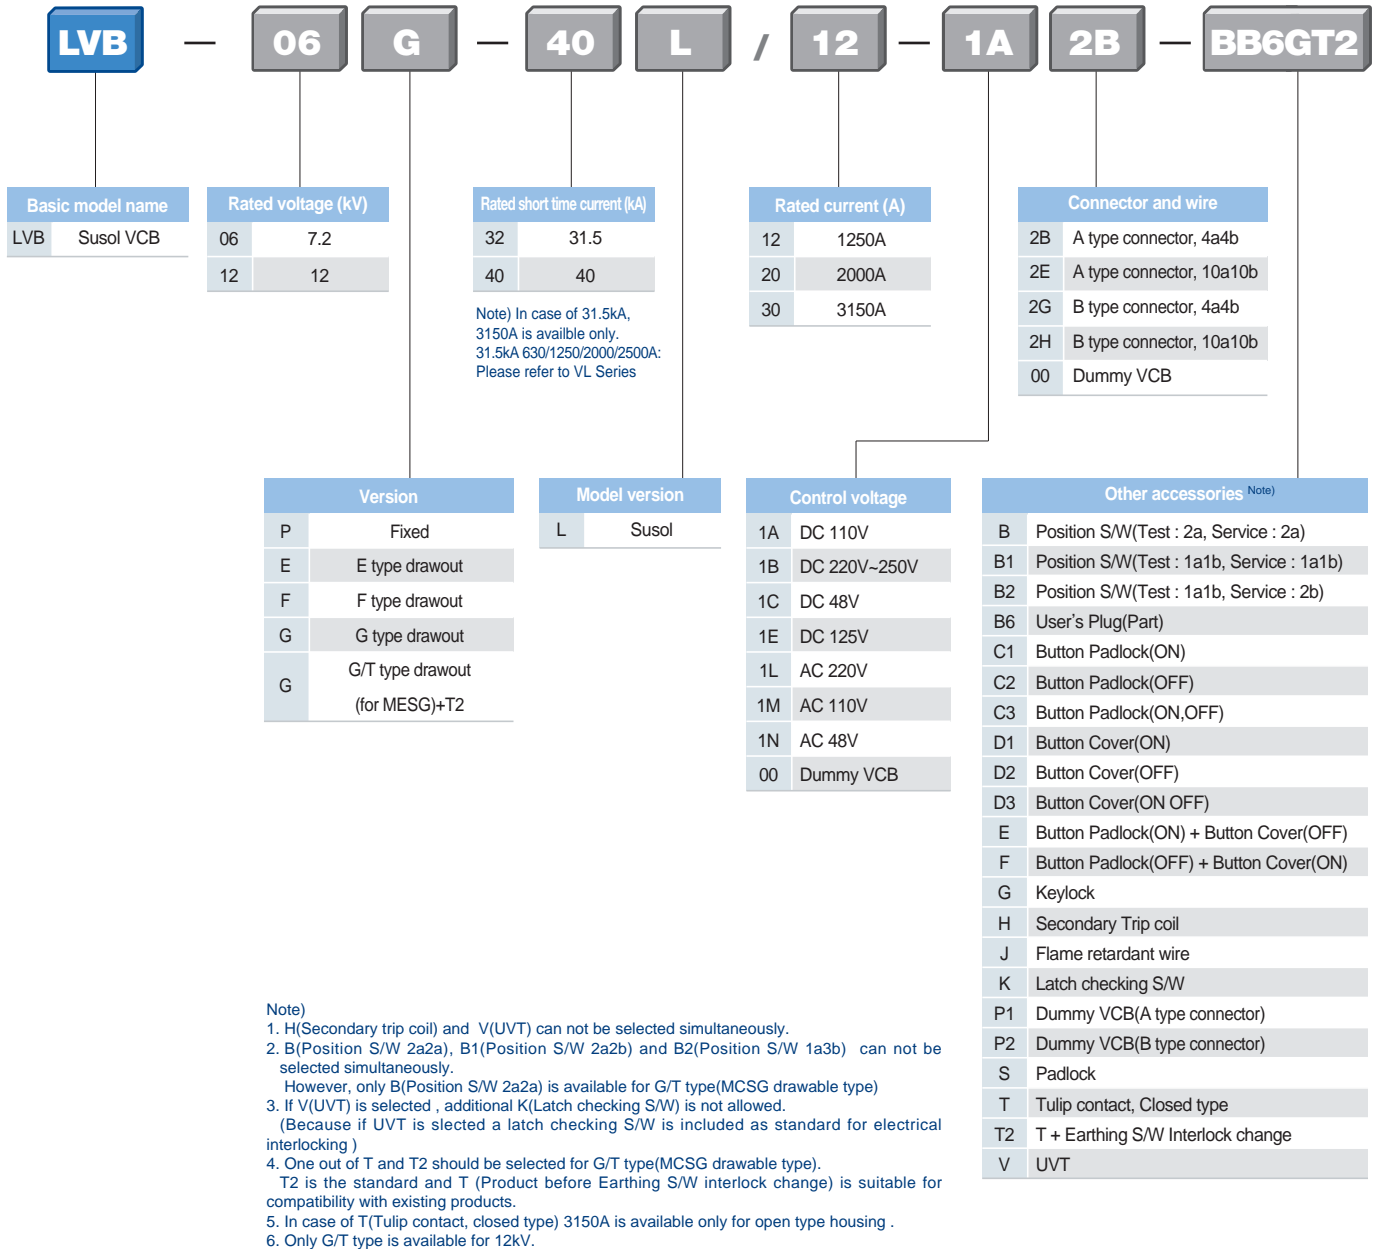 LVB — 06 G — 40 L / 12 — 1A 2B — BB6GT2
Basic model name
LVB Susol VCB
Rated voltage (kV)
06 7.2
12 12
Rated short time current (kA)
32 31.5
40 40
Note) In case of 31.5kA,
3150A is availble only.
31.5kA 630/1250/2000/2500A:
Please refer to VL Series
Rated current (A)
12 1250A
20 2000A
30 3150A
Connector and wire
2B A type connector, 4a4b
2E A type connector, 10a10b
2G B type connector, 4a4b
2H B type connector, 10a10b
00 Dummy VCB
Version
P Fixed
E E type drawout
F F type drawout
G G type drawout
G G/T type drawout
(for MESG)+T2
Model version
L Susol
Control voltage
1A DC 110V
1B DC 220V~250V
1C DC 48V
1E DC 125V
1L AC 220V
1M AC 110V
1N AC 48V
00 Dummy VCB
Other accessories Note)
B Position S/W(Test : 2a, Service : 2a)
B1 Position S/W(Test : 1a1b, Service : 1a1b)
B2 Position S/W(Test : 1a1b, Service : 2b)
B6 User's Plug(Part)
C1 Button Padlock(ON)
C2 Button Padlock(OFF)
C3 Button Padlock(ON,OFF)
D1 Button Cover(ON)
D2 Button Cover(OFF)
D3 Button Cover(ON OFF)
E Button Padlock(ON) + Button Cover(OFF)
F Button Padlock(OFF) + Button Cover(ON)
G Keylock
H Secondary Trip coil
J Flame retardant wire
K Latch checking S/W
P1 Dummy VCB(A type connector)
P2 Dummy VCB(B type connector)
S Padlock
T Tulip contact, Closed type
T2 T + Earthing S/W Interlock change
V UVT
Note)
1. H(Secondary trip coil) and V(UVT) can not be selected simultaneously.
2. B(Position S/W 2a2a), B1(Position S/W 2a2b) and B2(Position S/W 1a3b) can not be
selected simultaneously.
However, only B(Position S/W 2a2a) is available for G/T type(MCSG drawable type)
3. If V(UVT) is selected , additional K(Latch checking S/W) is not allowed.
(Because if UVT is slected a latch checking S/W is included as standard for electrical
interlocking )
4. One out of T and T2 should be selected for G/T type(MCSG drawable type).
T2 is the standard and T (Product before Earthing S/W interlock change) is suitable for
compatibility with existing products.
5. In case of T(Tulip contact, closed type) 3150A is available only for open type housing .
6. Only G/T type is available for 12kV.